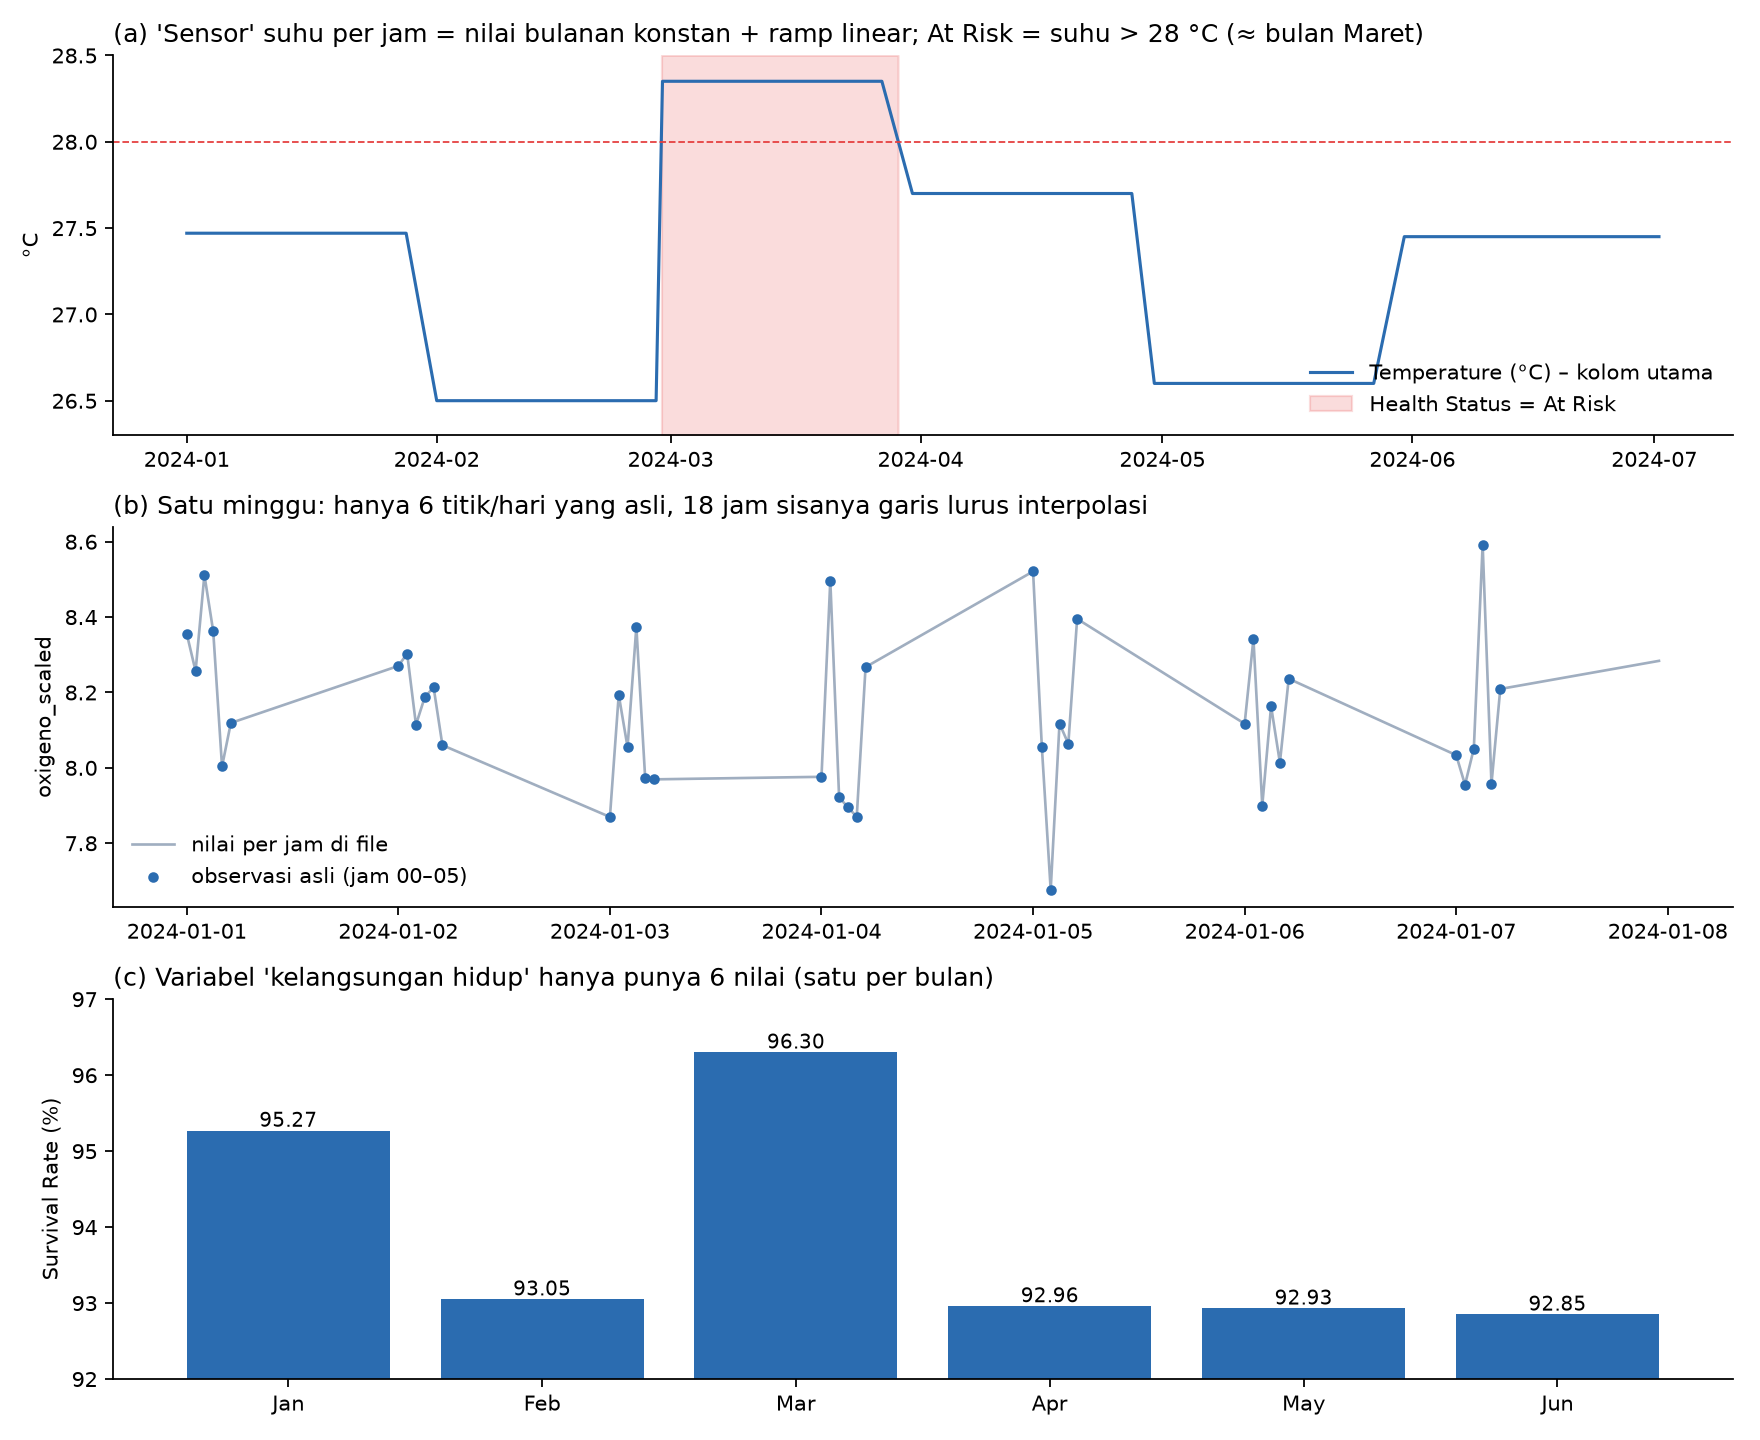 (a) 'Sensor' suhu per jam = nilai bulanan konstan + ramp linear; At Risk = suhu > 28 °C (≈ bulan Maret)
28.5
28.0
27.5
27.0
26.5
°C
Temperature (°C) – kolom utama
Health Status = At Risk
2024-01 2024-02 2024-03 2024-04 2024-05 2024-06 2024-07
(b) Satu minggu: hanya 6 titik/hari yang asli, 18 jam sisanya garis lurus interpolasi
8.6
8.4
8.2
8.0
7.8
oxigeno_scaled
nilai per jam di file
observasi asli (jam 00–05)
2024-01-01 2024-01-02 2024-01-03 2024-01-04 2024-01-05 2024-01-06 2024-01-07 2024-01-08
(c) Variabel 'kelangsungan hidup' hanya punya 6 nilai (satu per bulan)
97
96
95
94
93
92
Survival Rate (%)
95.27
93.05
96.30
92.96
92.93
92.85
Jan Feb Mar Apr May Jun